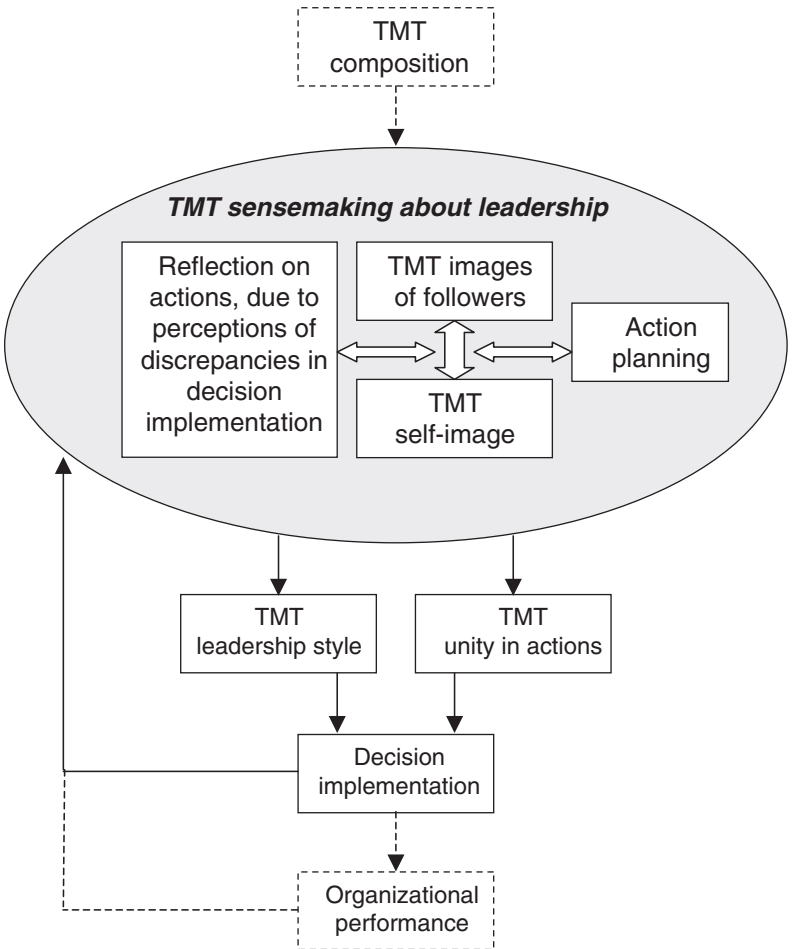 TMT
composition
TMT sensemaking about leadership
Reflection on
actions, due to
perceptions of
discrepancies in
decision
implementation
TMT images
of followers
TMT
self-image
Action
planning
TMT
leadership style
TMT
unity in actions
Decision
implementation
Organizational
performance